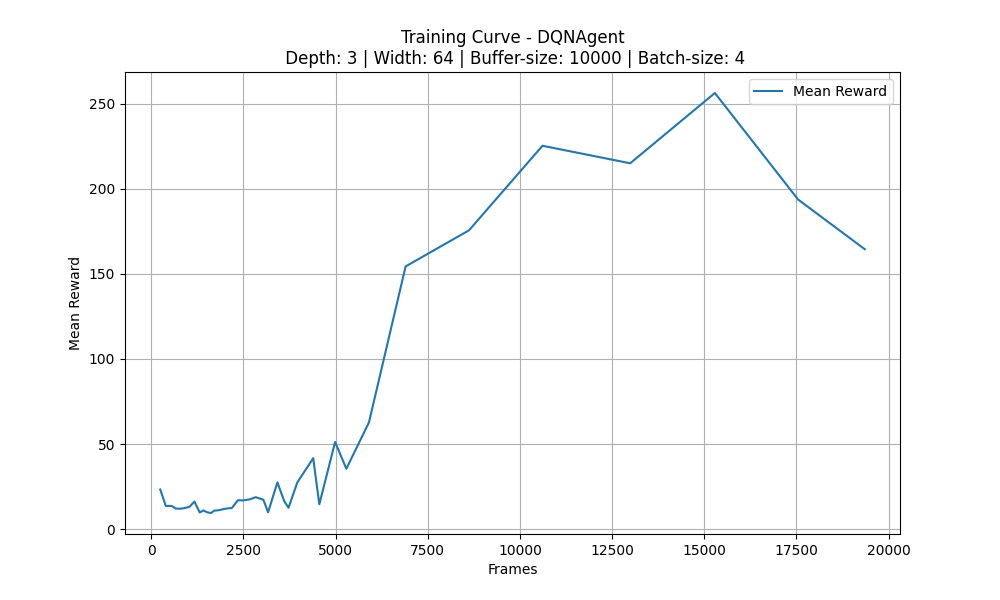 Training Curve - DQNAgent
Depth: 3 | Width: 64 | Buffer-size: 10000 | Batch-size: 4
Mean Reward
250
200
150
100
50
0
Mean Reward
0 2500 5000 7500 10000 12500 15000 17500 20000
Frames